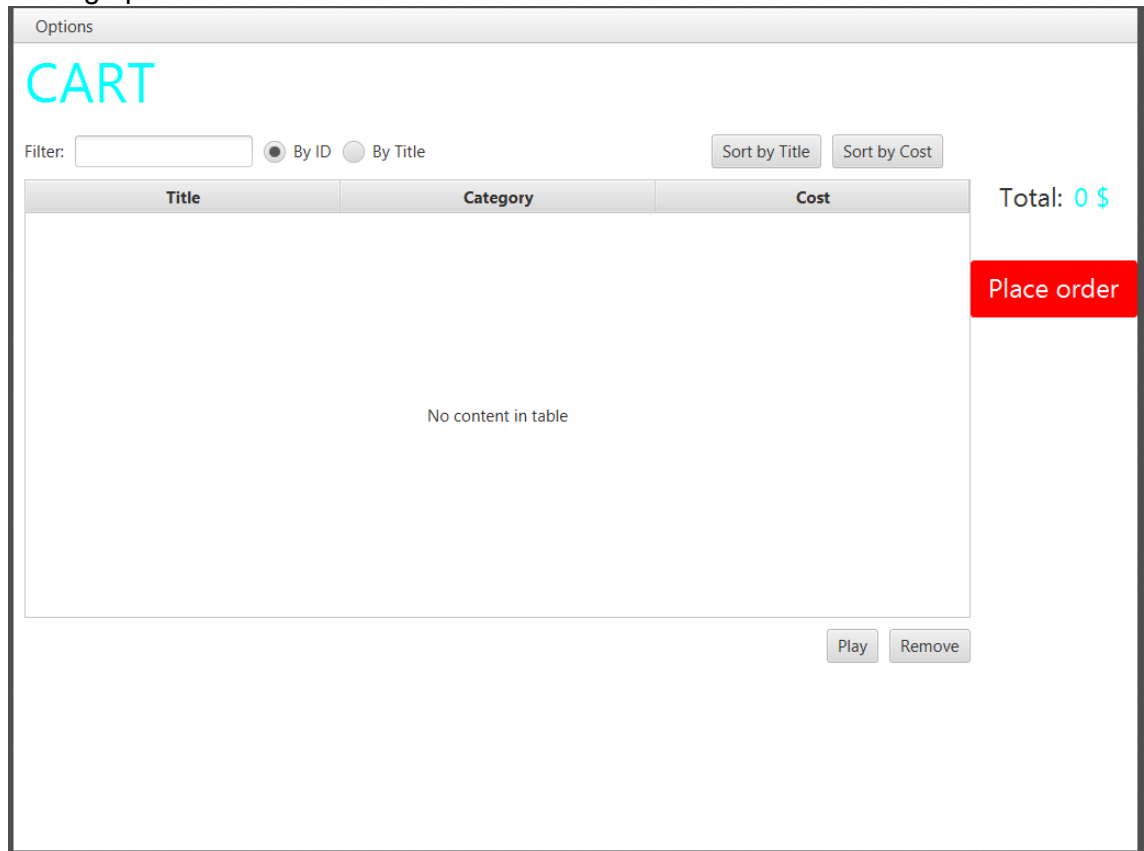 Options
CART
Filter: By ID By Title Sort by Title Sort by Cost
Title Category Cost
Total: 0 $
Place order
No content in table
Play Remove